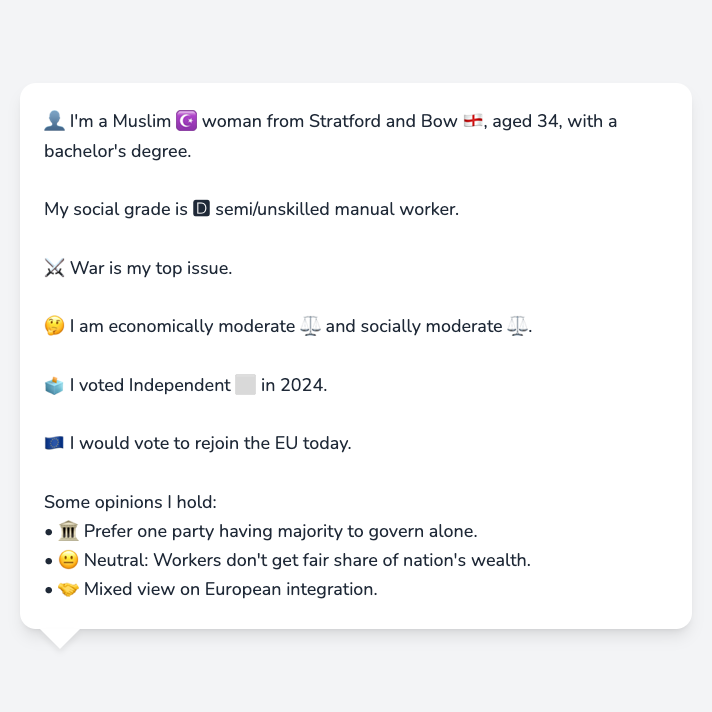 👤 I'm a Muslim ☪️ woman from Stratford and Bow 🏴󠁧󠁢󠁥󠁮󠁧󠁿, aged 34, with a
bachelor's degree.
My social grade is 🅳 semi/unskilled manual worker.
⚔️ War is my top issue.
🤔 I am economically moderate ⚖️ and socially moderate ⚖️.
🗳️ I voted Independent ⬜ in 2024.
🇪🇺 I would vote to rejoin the EU today.
Some opinions I hold:
• 🏛️ Prefer one party having majority to govern alone.
• 😐 Neutral: Workers don't get fair share of nation's wealth.
• 🤝 Mixed view on European integration.